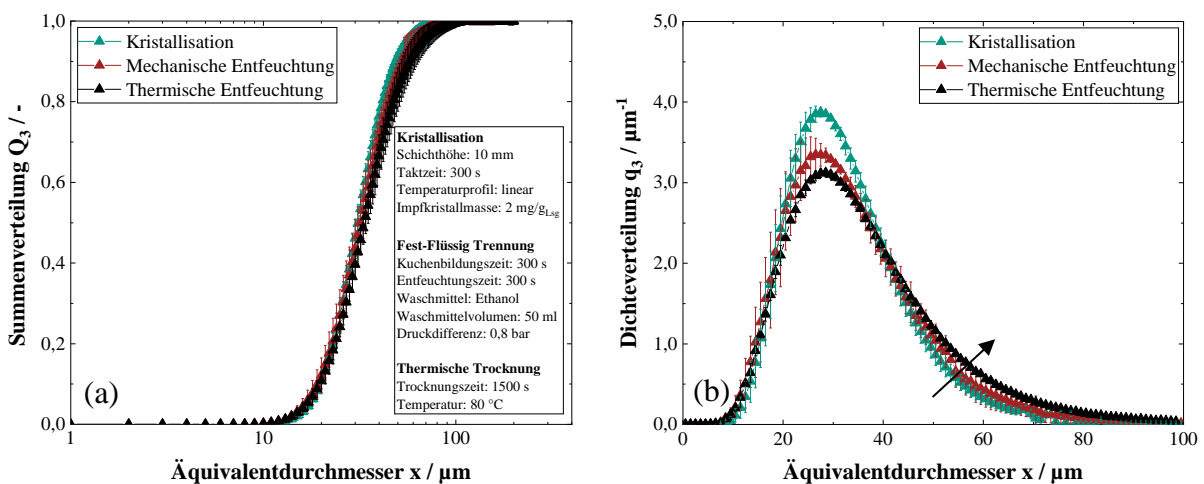 1,0
0,8
0,6
0,4
0,2
0,0
Summenverteilung Q3 / -
Kristallisation
Mechanische Entfeuchtung
Thermische Entfeuchtung
Kristallisation
Schichthöhe: 10 mm
Taktzeit: 300 s
Temperaturprofil: linear
Impfkristallmasse: 2 mg/gLsg
Fest-Flüssig Trennung
Kuchenbildungszeit: 300 s
Entfeuchtungszeit: 300 s
Waschmittel: Ethanol
Waschmittelvolumen: 50 ml
Druckdifferenz: 0,8 bar
Thermische Trocknung
Trocknungszeit: 1500 s
Temperatur: 80 °C
(a)
1 10 100
Äquivalentdurchmesser x / µm
5,0
4,0
3,0
2,0
1,0
0,0
Dichteverteilung q3 / µm-1
Kristallisation
Mechanische Entfeuchtung
Thermische Entfeuchtung
(b)
0 20 40 60 80 100
Äquivalentdurchmesser x / µm